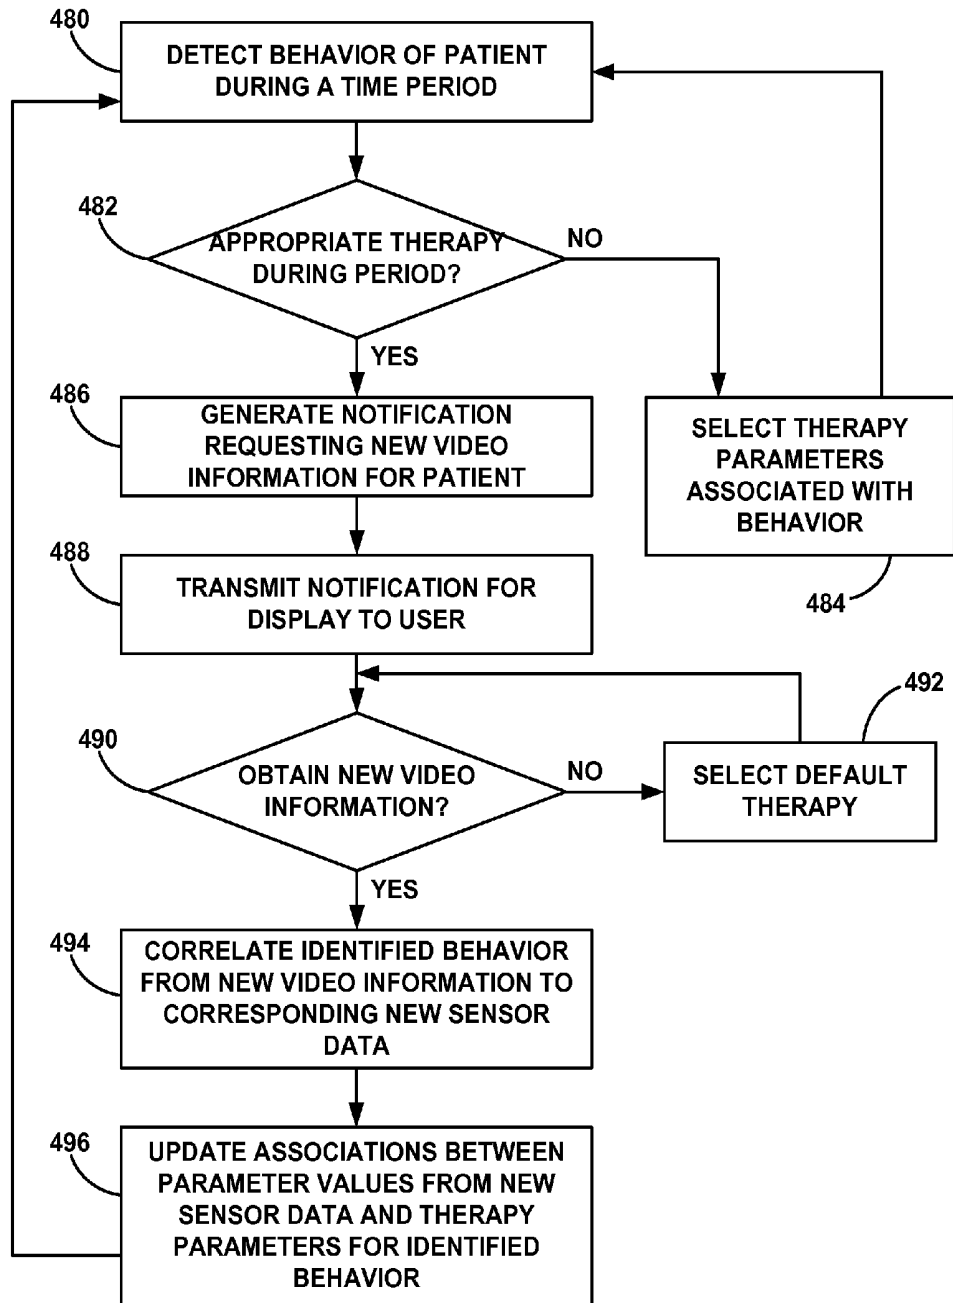 480
DETECT BEHAVIOR OF PATIENT
DURING A TIME PERIOD
482
APPROPRIATE THERAPY
DURING PERIOD?
NO
YES
486
GENERATE NOTIFICATION
REQUESTING NEW VIDEO
INFORMATION FOR PATIENT
SELECT THERAPY
PARAMETERS
ASSOCIATED WITH
BEHAVIOR
484
488
TRANSMIT NOTIFICATION FOR
DISPLAY TO USER
490
OBTAIN NEW VIDEO
INFORMATION?
NO
492
SELECT DEFAULT
THERAPY
YES
494
CORRELATE IDENTIFIED BEHAVIOR
FROM NEW VIDEO INFORMATION TO
CORRESPONDING NEW SENSOR
DATA
496
UPDATE ASSOCIATIONS BETWEEN
PARAMETER VALUES FROM NEW
SENSOR DATA AND THERAPY
PARAMETERS FOR IDENTIFIED
BEHAVIOR